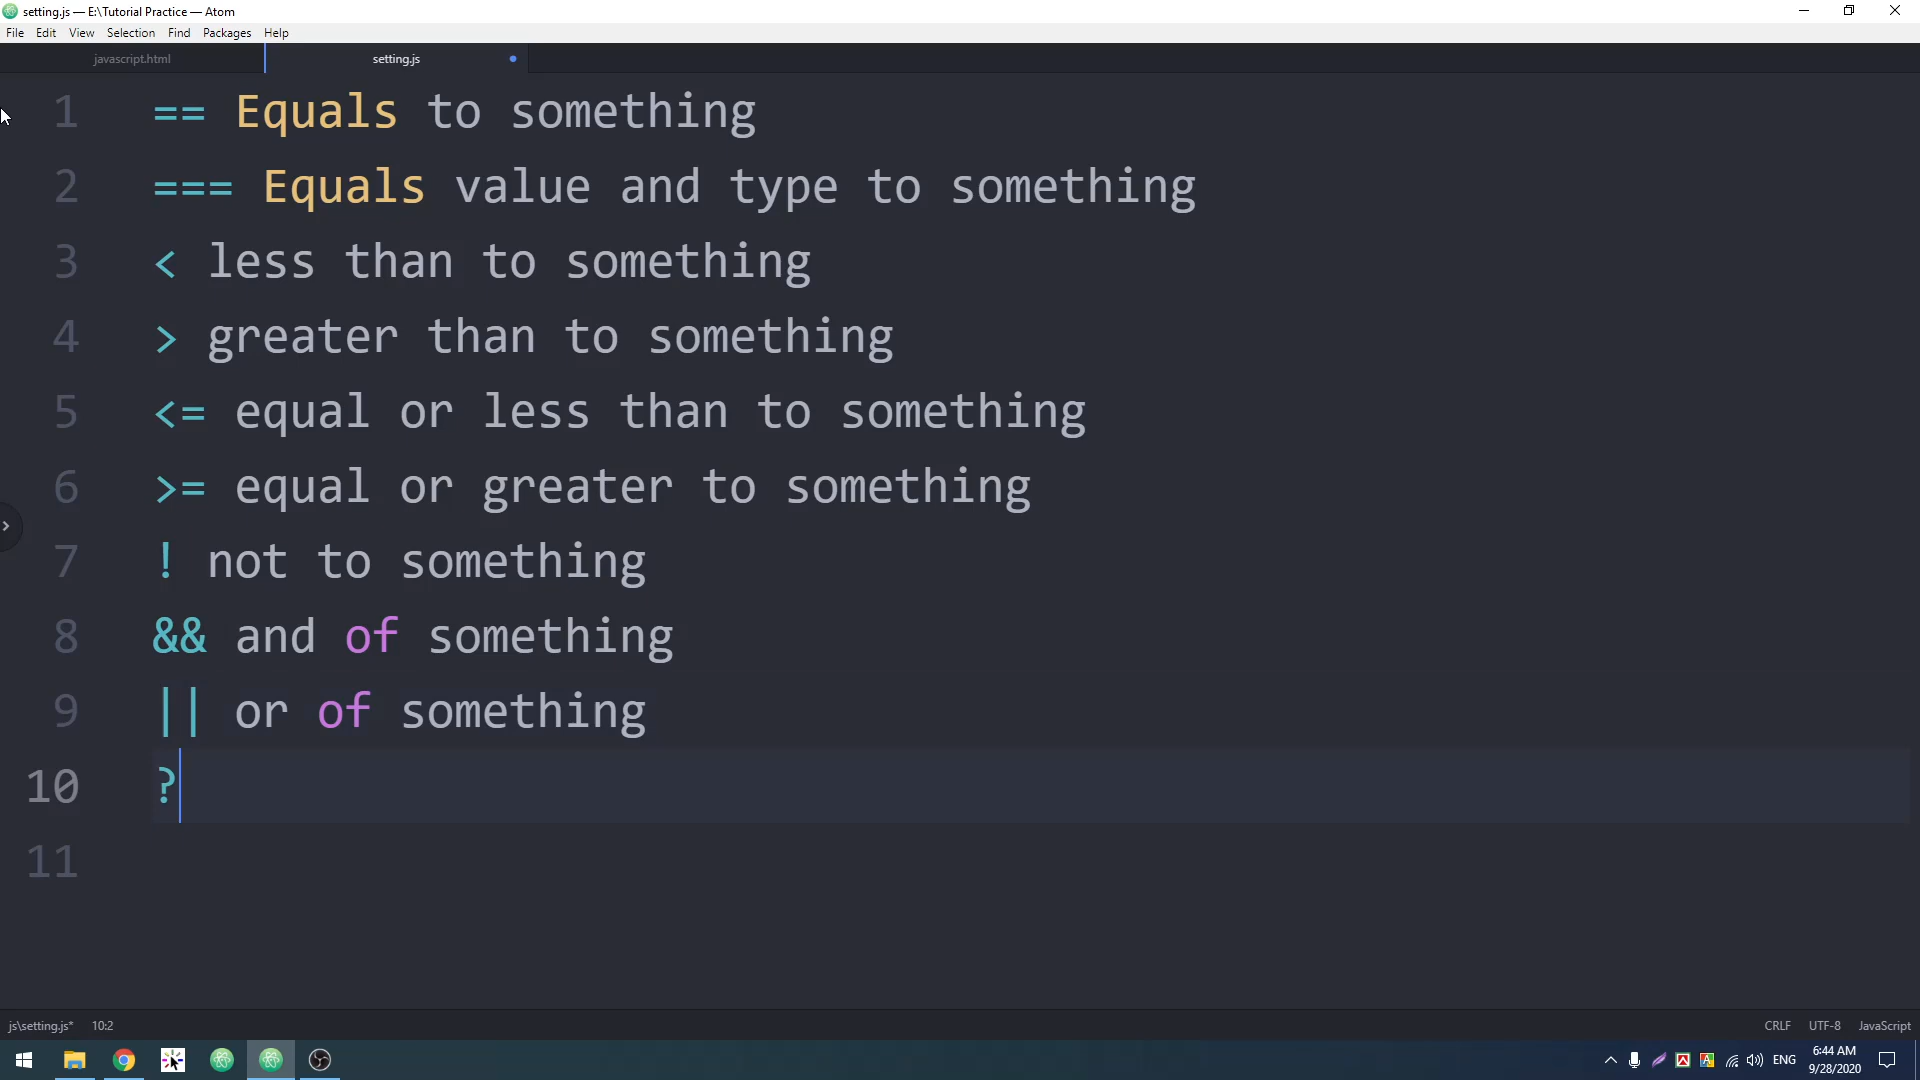 setting.js — E:\Tutorial Practice — Atom
File Edit View Selection Find Packages Help
javascript.html setting.js
1 == Equals to something
2 === Equals value and type to something
3 < less than to something
4 > greater than to something
5 <= equal or less than to something
6 >= equal or greater to something
7 ! not to something
8 && and of something
9 || or of something
10 ?
11
js\setting.js* 10:2 CRLF UTF-8 JavaScript
ENG 6:44 AM
9/28/2020